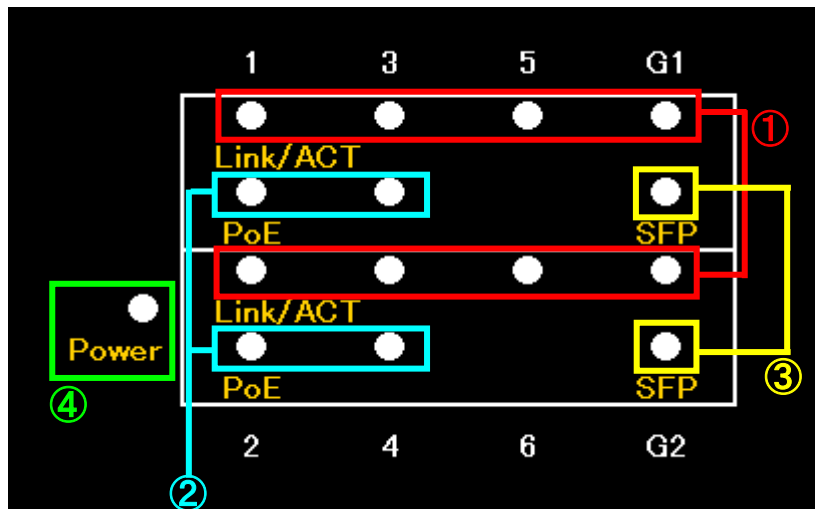 1 3 5 G1
①
Link/ACT
PoE SFP
Link/ACT
Power
PoE SFP
③
④
2 4 6 G2
②